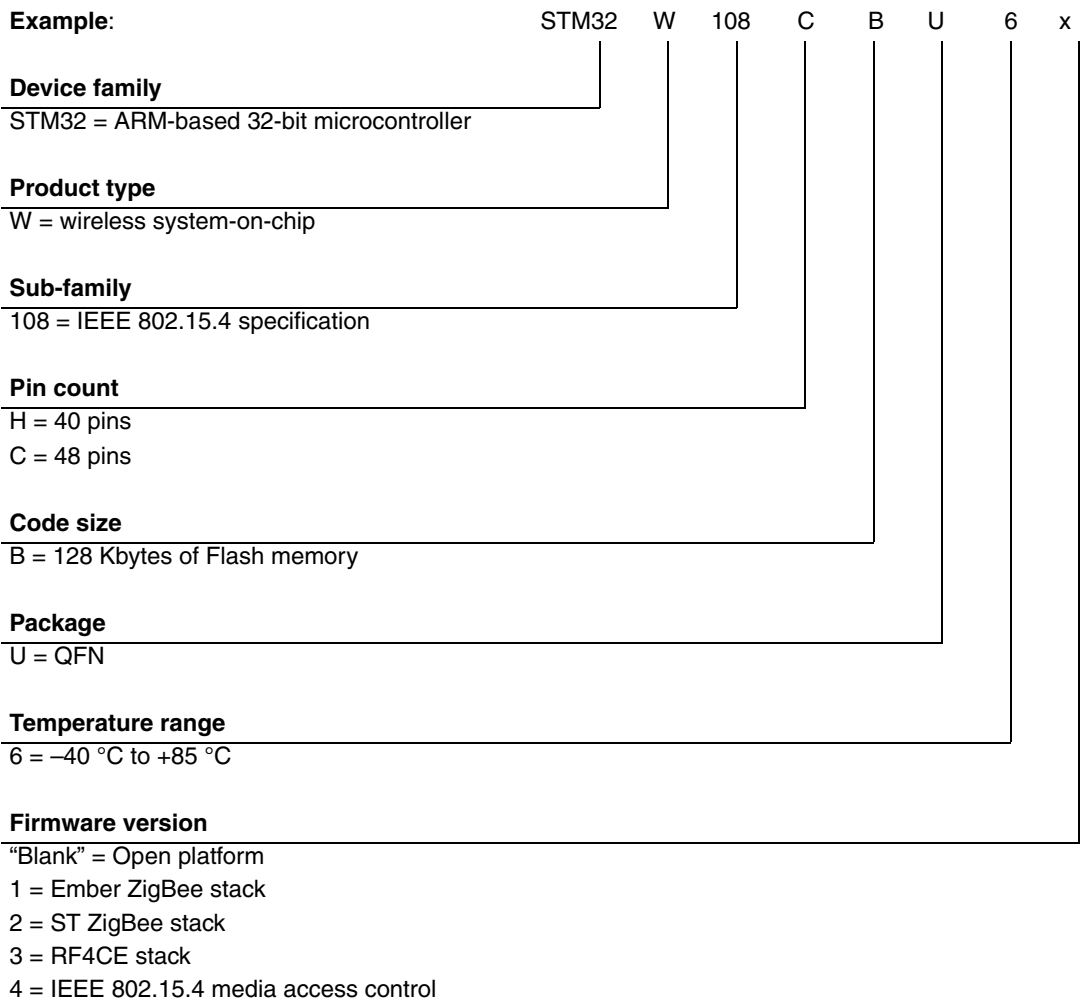 Example: STM32 W 108 C B U 6 x
Device family
STM32 = ARM-based 32-bit microcontroller
Product type
W = wireless system-on-chip
Sub-family
108 = IEEE 802.15.4 specification
Pin count
H = 40 pins
C = 48 pins
Code size
B = 128 Kbytes of Flash memory
Package
U = QFN
Temperature range
6 = –40 °C to +85 °C
Firmware version
“Blank” = Open platform
1 = Ember ZigBee stack
2 = ST ZigBee stack
3 = RF4CE stack
4 = IEEE 802.15.4 media access control